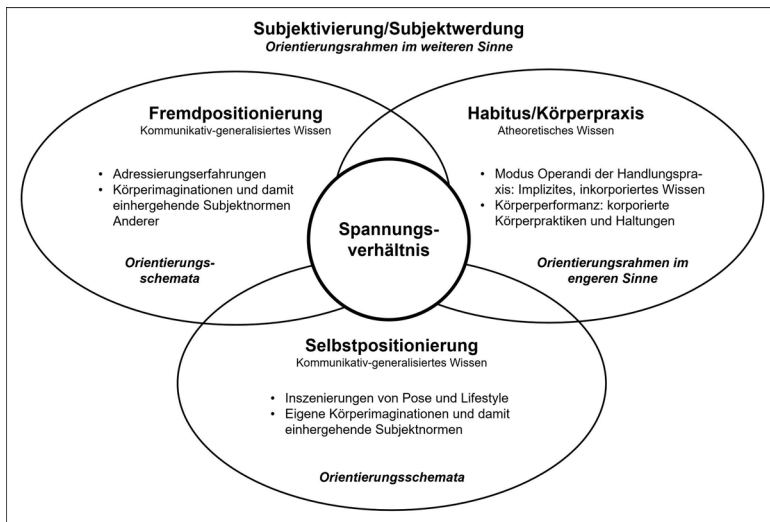 Subjektivierung/Subjektwerdung
Orientierungsrahmen im weiteren Sinne
Fremdpositionierung
Kommunikativ-generalisiertes Wissen
• Adressierungserfahrungen
• Körperimaginationen und damit
einhergehende Subjektnormen
Anderer
Orientierungs-
schemata
Habitus/Körperpraxis
Atheoretisches Wissen
• Modus Operandi der Handlungspra-
xis: Implizites, inkorporiertes Wissen
• Körperperformanz: korporierte
Körperpraktiken und Haltungen
Orientierungsrahmen im
engeren Sinne
Spannungs-
verhältnis
Selbstpositionierung
Kommunikativ-generalisiertes Wissen
• Inszenierungen von Pose und Lifestyle
• Eigene Körperimaginationen und damit
einhergehende Subjektnormen
Orientierungsschemata